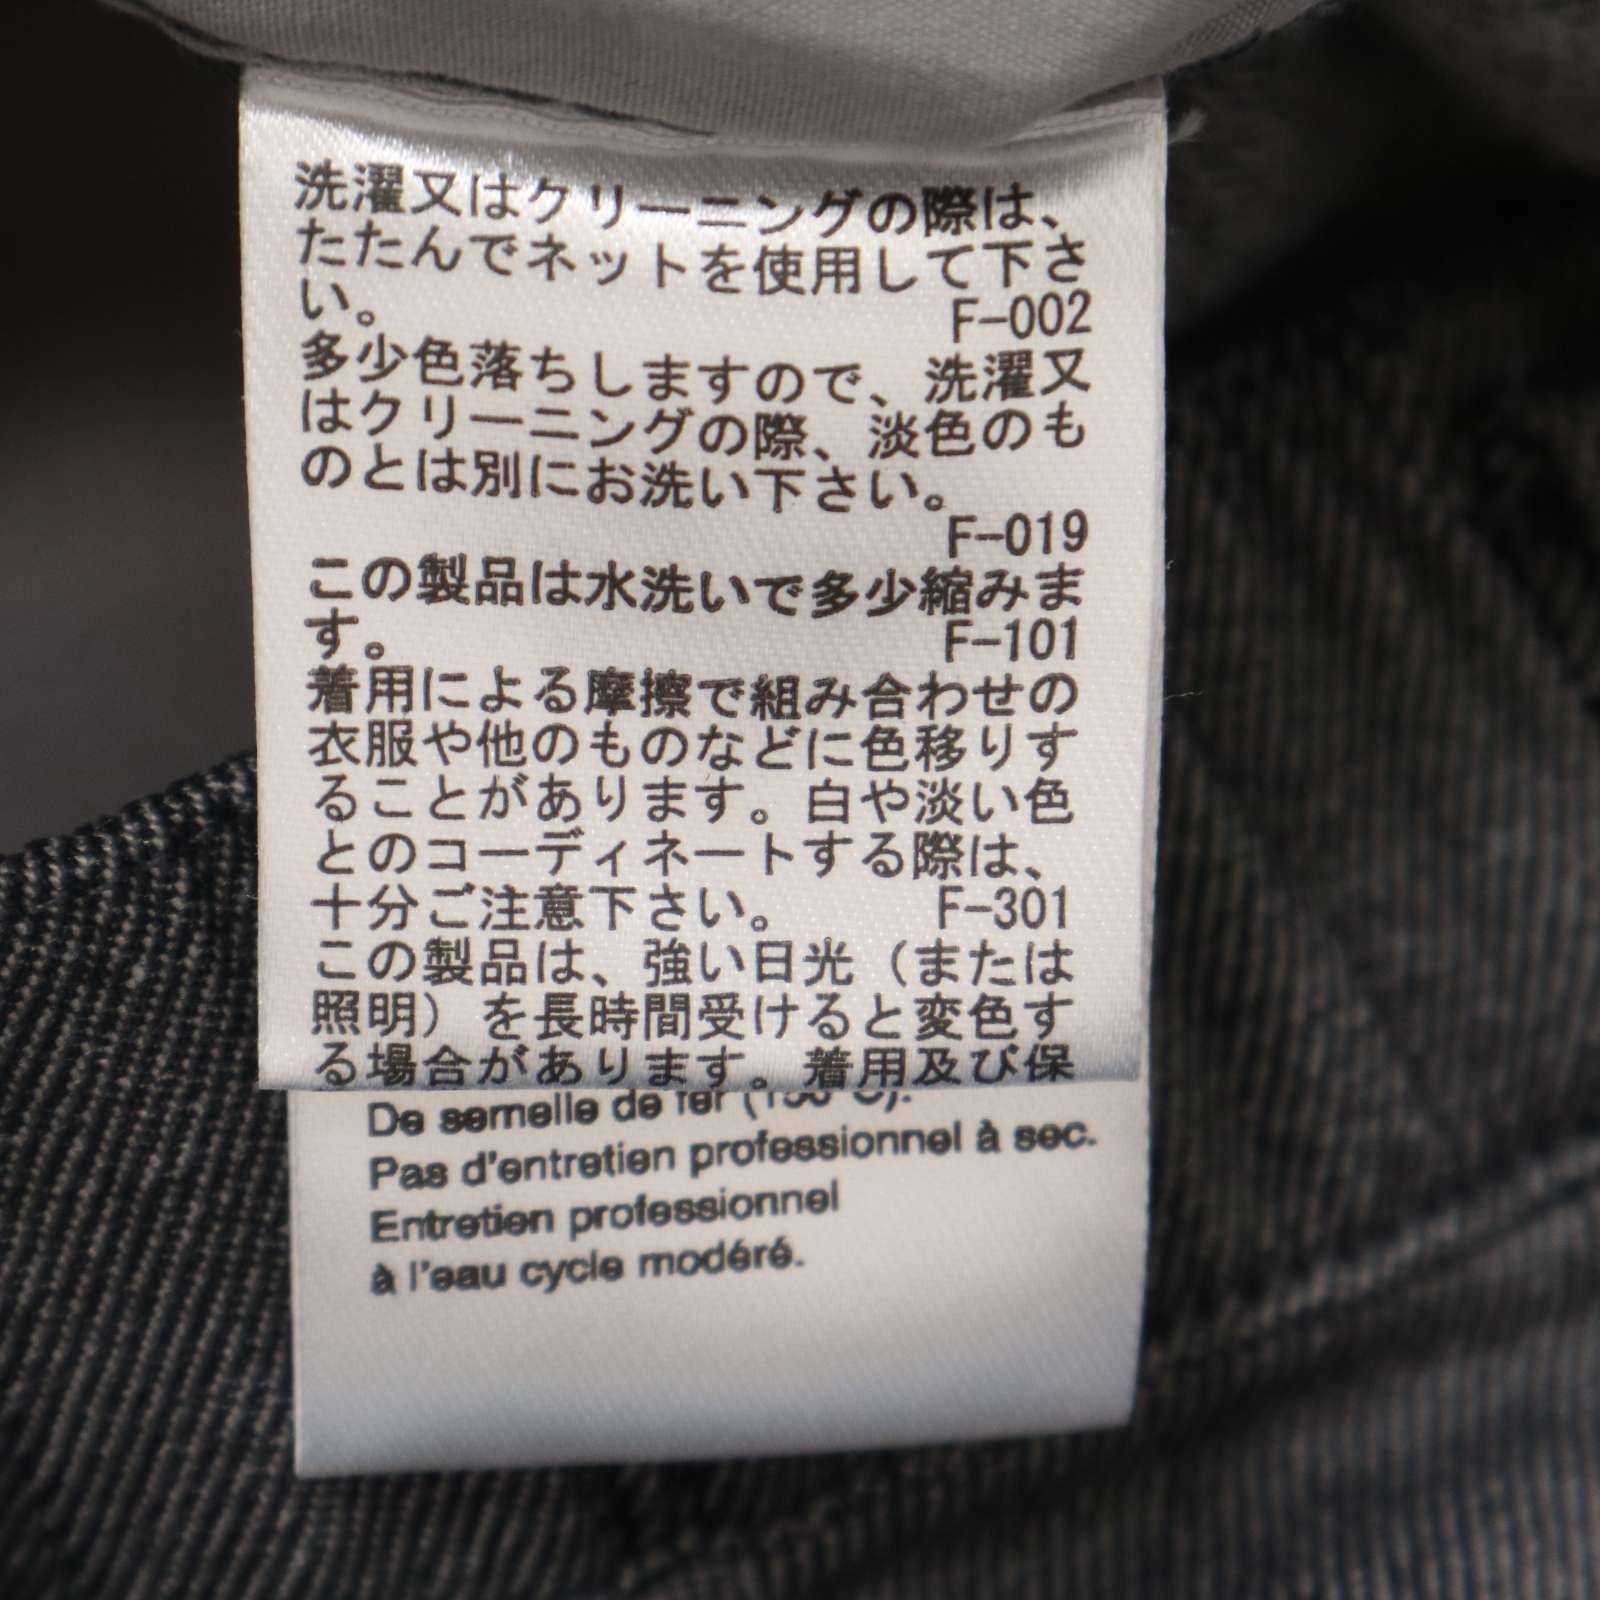 洗濯又はクリーニングの際は、
たたんでネットを使用して下さ
い。 F-002
多少色落ちしますので、洗濯又
はクリーニングの際、淡色のも
のとは別にお洗い下さい。
F-019
この製品は水洗いで多少縮みま
す。 F-101
着用による摩擦で組み合わせの
衣服や他のものなどに色移りす
ることがあります。白や淡い色
とのコーディネートする際は、
十分ご注意下さい。 F-301
この製品は、強い日光（または
照明）を長時間受けると変色す
る場合があります。着用及び保
De semelle de fer
Pas d'entretien professionnel à sec.
Entretien professionnel
à l'eau cycle modéré.